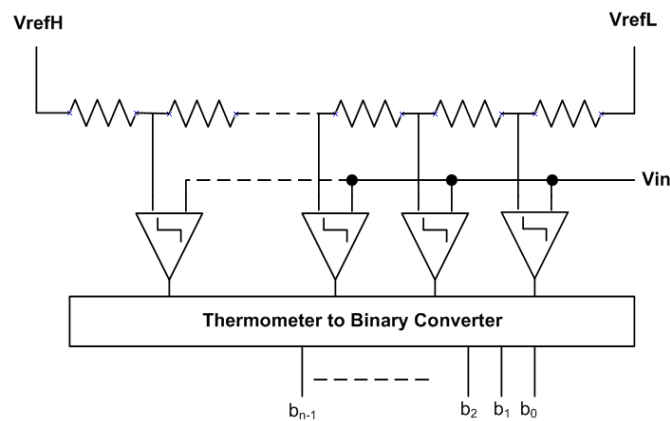 VrefH
VrefL
Vin
Thermometer to Binary Converter
bn-1
b2
b1
b0